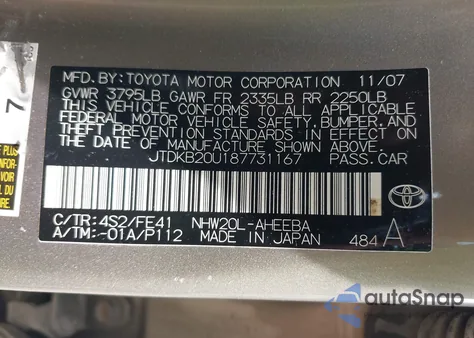 MFD.BY TOYOTA MOTOR CORPORATION 11/07
GVWR 3795LB GAWR FR 2335LB RR 2250LB
THIS VEHICLE CONFORMS TO ALL APPLICABLE
FEDERAL MOTOR VEHICLE SAFETY, BUMPER, AND
THEFT PREVENTION STANDARDS IN EFFECT ON
THE DATE OF MANUFACTURE SHOWN ABOVE.
JTDKB20U187731167 PASS.CAR
C/TR:4S2/FE41 NHW20L-AHEEBA
A/TM:-01A/P112 MADE IN JAPAN 484 A
7
autoSnap